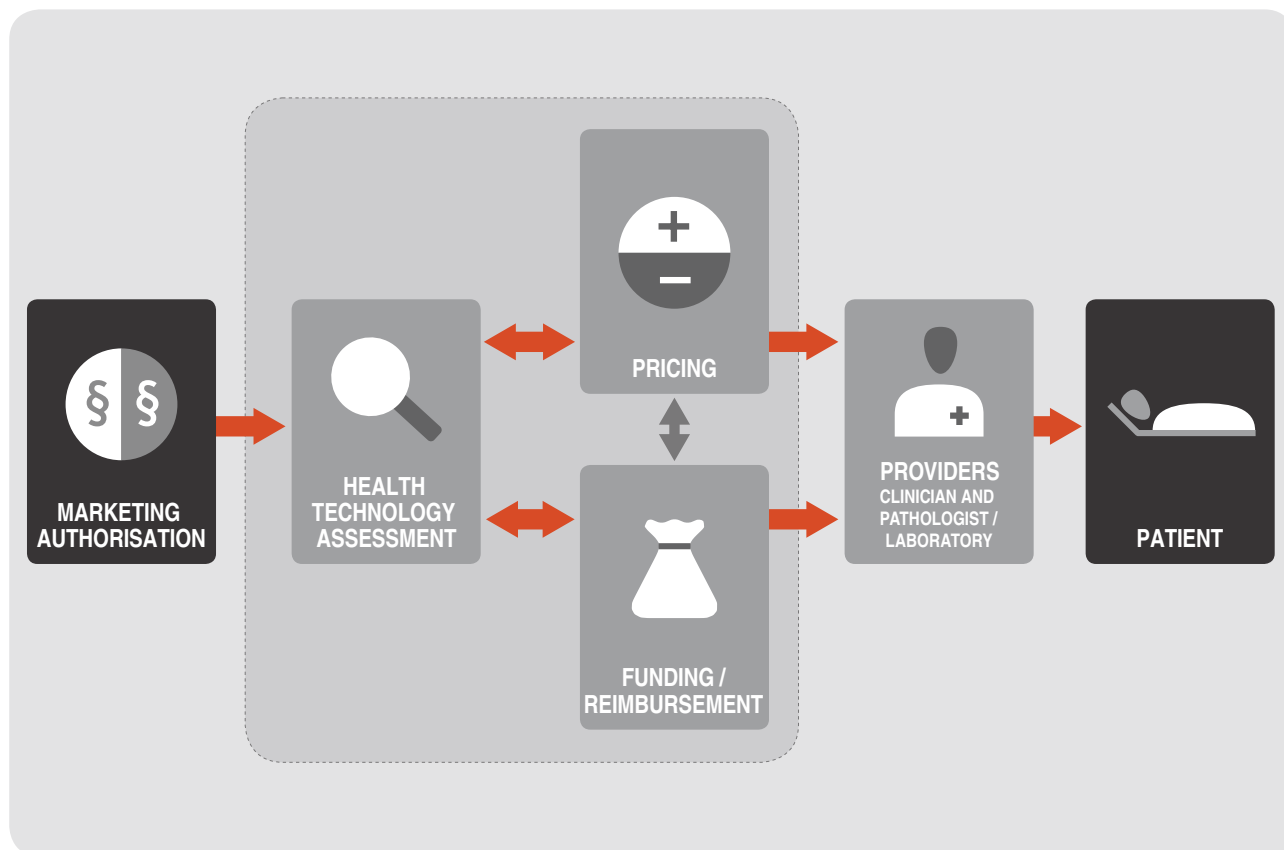 § §
MARKETING
AUTHORISATION
HEALTH
TECHNOLOGY
ASSESSMENT
PRICING
FUNDING /
REIMBURSEMENT
PROVIDERS
CLINICIAN AND
PATHOLOGIST /
LABORATORY
PATIENT